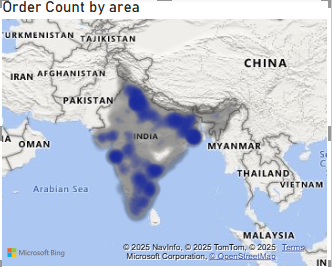 Order Count by area
TURKMENISTAN
TAJIKISTAN
CHINA
IRAN
AFGHANISTAN
PAKISTAN
INDIA
OMAN
MYANMAR
THAILAND
VIETNAM
Arabian Sea
MALAYSIA
Microsoft Bing
© 2025 NavInfo, © 2025 TomTom, © 2025 Terms
Microsoft Corporation, © OpenStreetMap